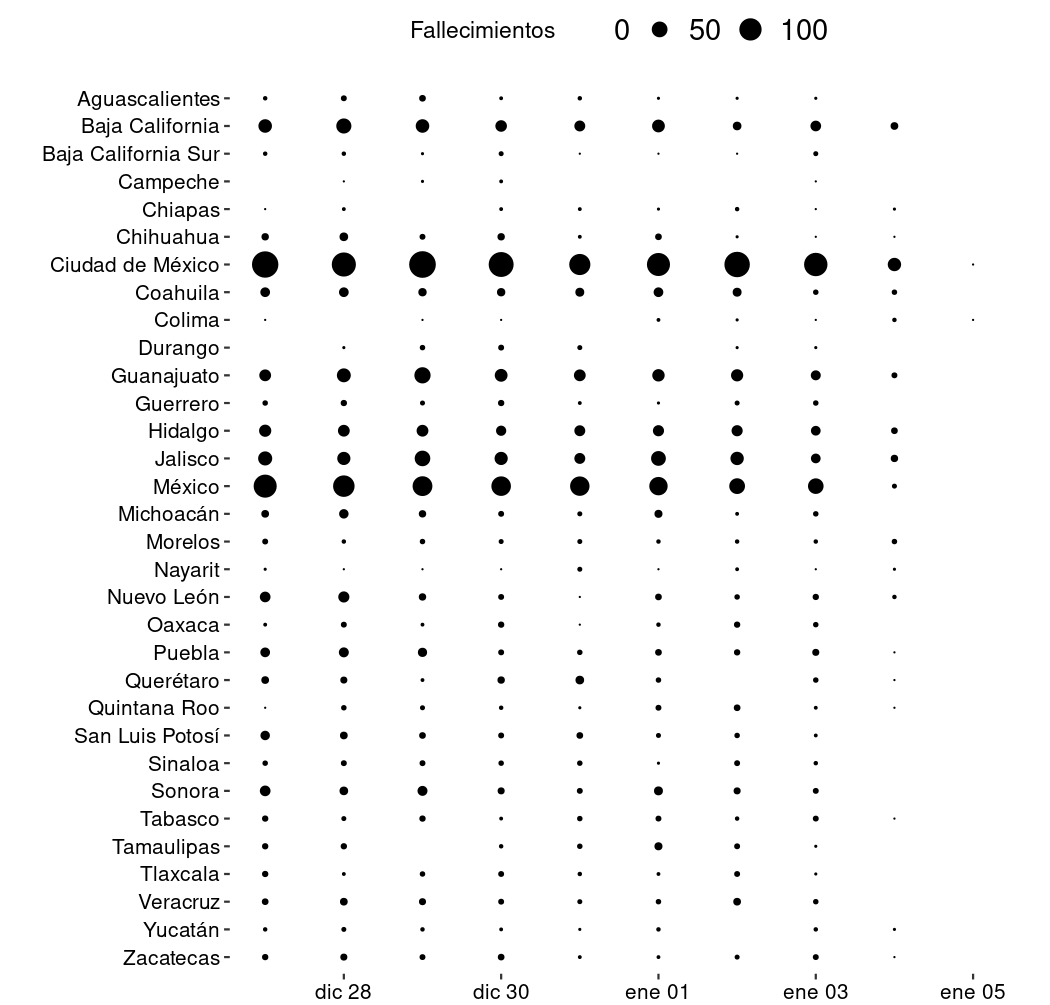 Fallecimientos 0 50 100
Aguascalientes
Baja California
Baja California Sur
Campeche
Chiapas
Chihuahua
Ciudad de México
Coahuila
Colima
Durango
Guanajuato
Guerrero
Hidalgo
Jalisco
México
Michoacán
Morelos
Nayarit
Nuevo León
Oaxaca
Puebla
Querétaro
Quintana Roo
San Luis Potosí
Sinaloa
Sonora
Tabasco
Tamaulipas
Tlaxcala
Veracruz
Yucatán
Zacatecas
dic 28 dic 30 ene 01 ene 03 ene 05